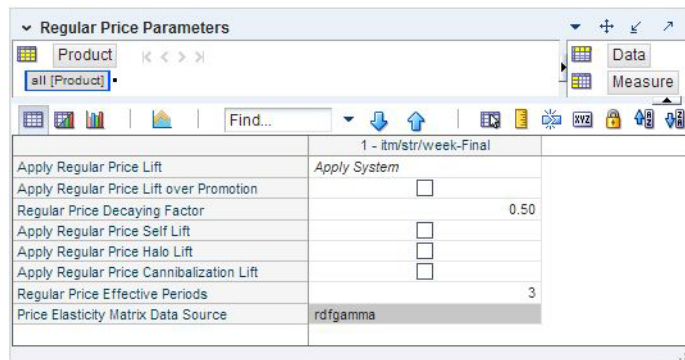 Regular Price Parameters
Product
Data
all [Product]
Measure
Find...
XYZ
1 - itm/str/week-Final
Apply Regular Price Lift Apply System
Apply Regular Price Lift over Promotion
Regular Price Decaying Factor 0.50
Apply Regular Price Self Lift
Apply Regular Price Halo Lift
Apply Regular Price Cannibalization Lift
Regular Price Effective Periods 3
Price Elasticity Matrix Data Source rdfgamma